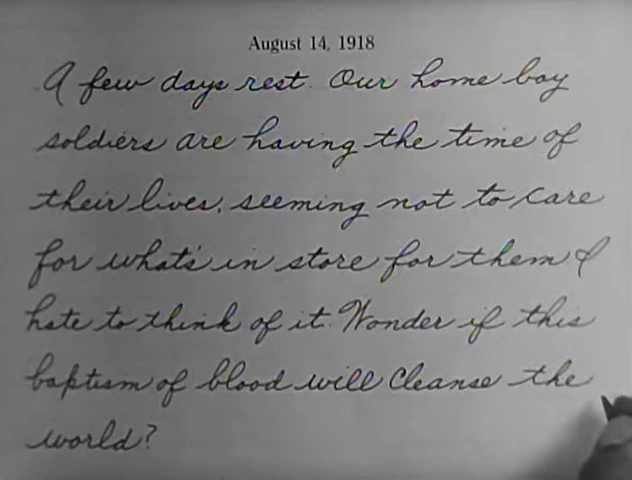 August 14, 1918
A few days rest. Our home boy
soldiers are having the time of
their lives, seeming not to care
for what's in store for them I
hate to think of it. Wonder if this
baptism of blood will cleanse the
world?